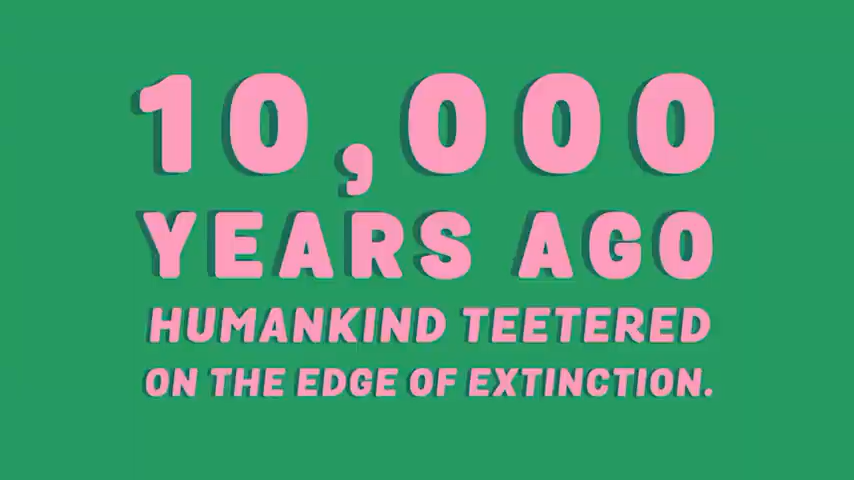 10,000
YEARS AGO
HUMANKIND TEETERED
ON THE EDGE OF EXTINCTION.